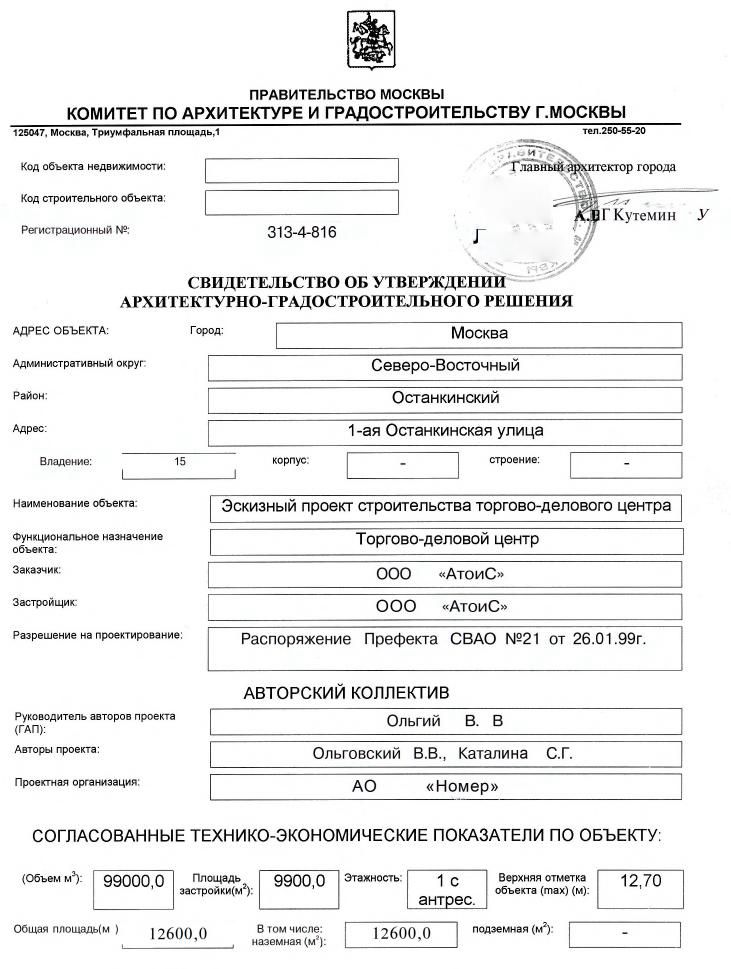 ПРАВИТЕЛЬСТВО МОСКВЫ
КОМИТЕТ ПО АРХИТЕКТУРЕ И ГРАДОСТРОИТЕЛЬСТВУ Г.МОСКВЫ
125047, Москва, Триумфальная площадь,1 тел.250-55-20
Код объекта недвижимости: Главный архитектор города
Код строительного объекта:
А.В Г Кутемин У
Регистрационный №: 313-4-816
СВИДЕТЕЛЬСТВО ОБ УТВЕРЖДЕНИИ
АРХИТЕКТУРНО-ГРАДОСТРОИТЕЛЬНОГО РЕШЕНИЯ
АДРЕС ОБЪЕКТА: Город: Москва
Административный округ: Северо-Восточный
Район: Останкинский
Адрес: 1-ая Останкинская улица
Владение: 15 корпус: - строение: -
Наименование объекта: Эскизный проект строительства торгово-делового центра
Функциональное назначение
объекта: Торгово-деловой центр
Заказчик: ООО «АтоиС»
Застройщик: ООО «АтоиС»
Разрешение на проектирование: Распоряжение Префекта СВАО №21 от 26.01.99г.
АВТОРСКИЙ КОЛЛЕКТИВ
Руководитель авторов проекта
(ГАП): Ольгий В. В
Авторы проекта: Ольговский В.В., Каталина С.Г.
Проектная организация: АО «Номер»
СОГЛАСОВАННЫЕ ТЕХНИКО-ЭКОНОМИЧЕСКИЕ ПОКАЗАТЕЛИ ПО ОБЪЕКТУ:
(Объем м³: 99000,0 Площадь застройки(м²: 9900,0 Этажность: 1 с антрес. Верхняя отметка объекта (max) (м): 12,70
Общая площадь(м ) 12600,0 В том числе: наземная (м²): 12600,0 подземная (м²): -